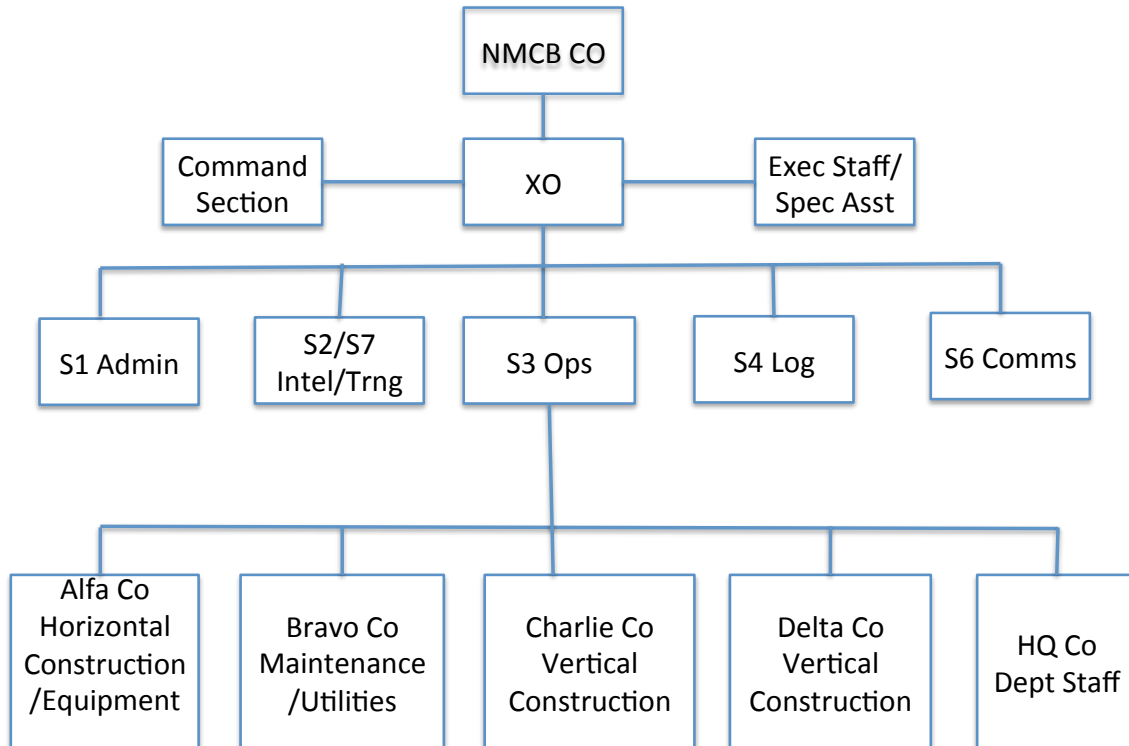 NMCB CO
Command
Section
XO
Exec Staff/
Spec Asst
S1 Admin
S2/S7
Intel/Trng
S3 Ops
S4 Log
S6 Comms
Alfa Co
Horizontal
Construction
/Equipment
Bravo Co
Maintenance
/Utilities
Charlie Co
Vertical
Construction
Delta Co
Vertical
Construction
HQ Co
Dept Staff